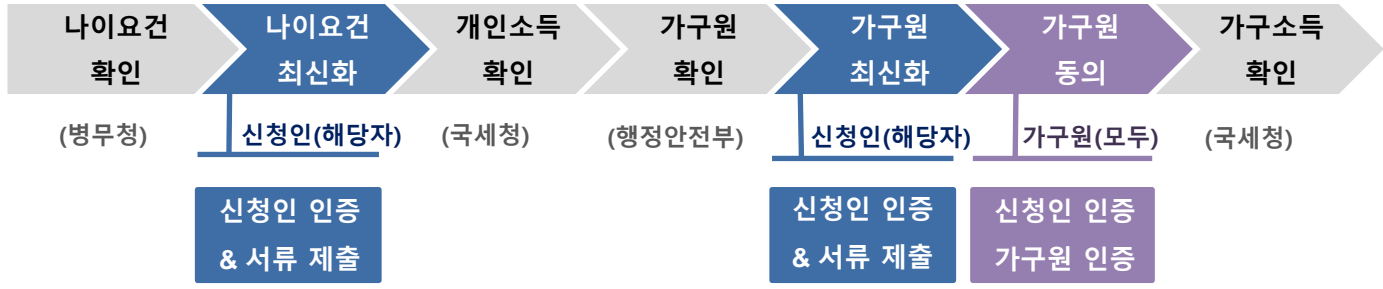 나이요건
확인
나이요건
최신화
개인소득
확인
가구원
확인
가구원
최신화
가구원
동의
가구소득
확인
(병무청)
신청인(해당자)
(국세청)
(행정안전부)
신청인(해당자)
가구원(모두)
(국세청)
신청인 인증
& 서류 제출
신청인 인증
& 서류 제출
신청인 인증
가구원 인증